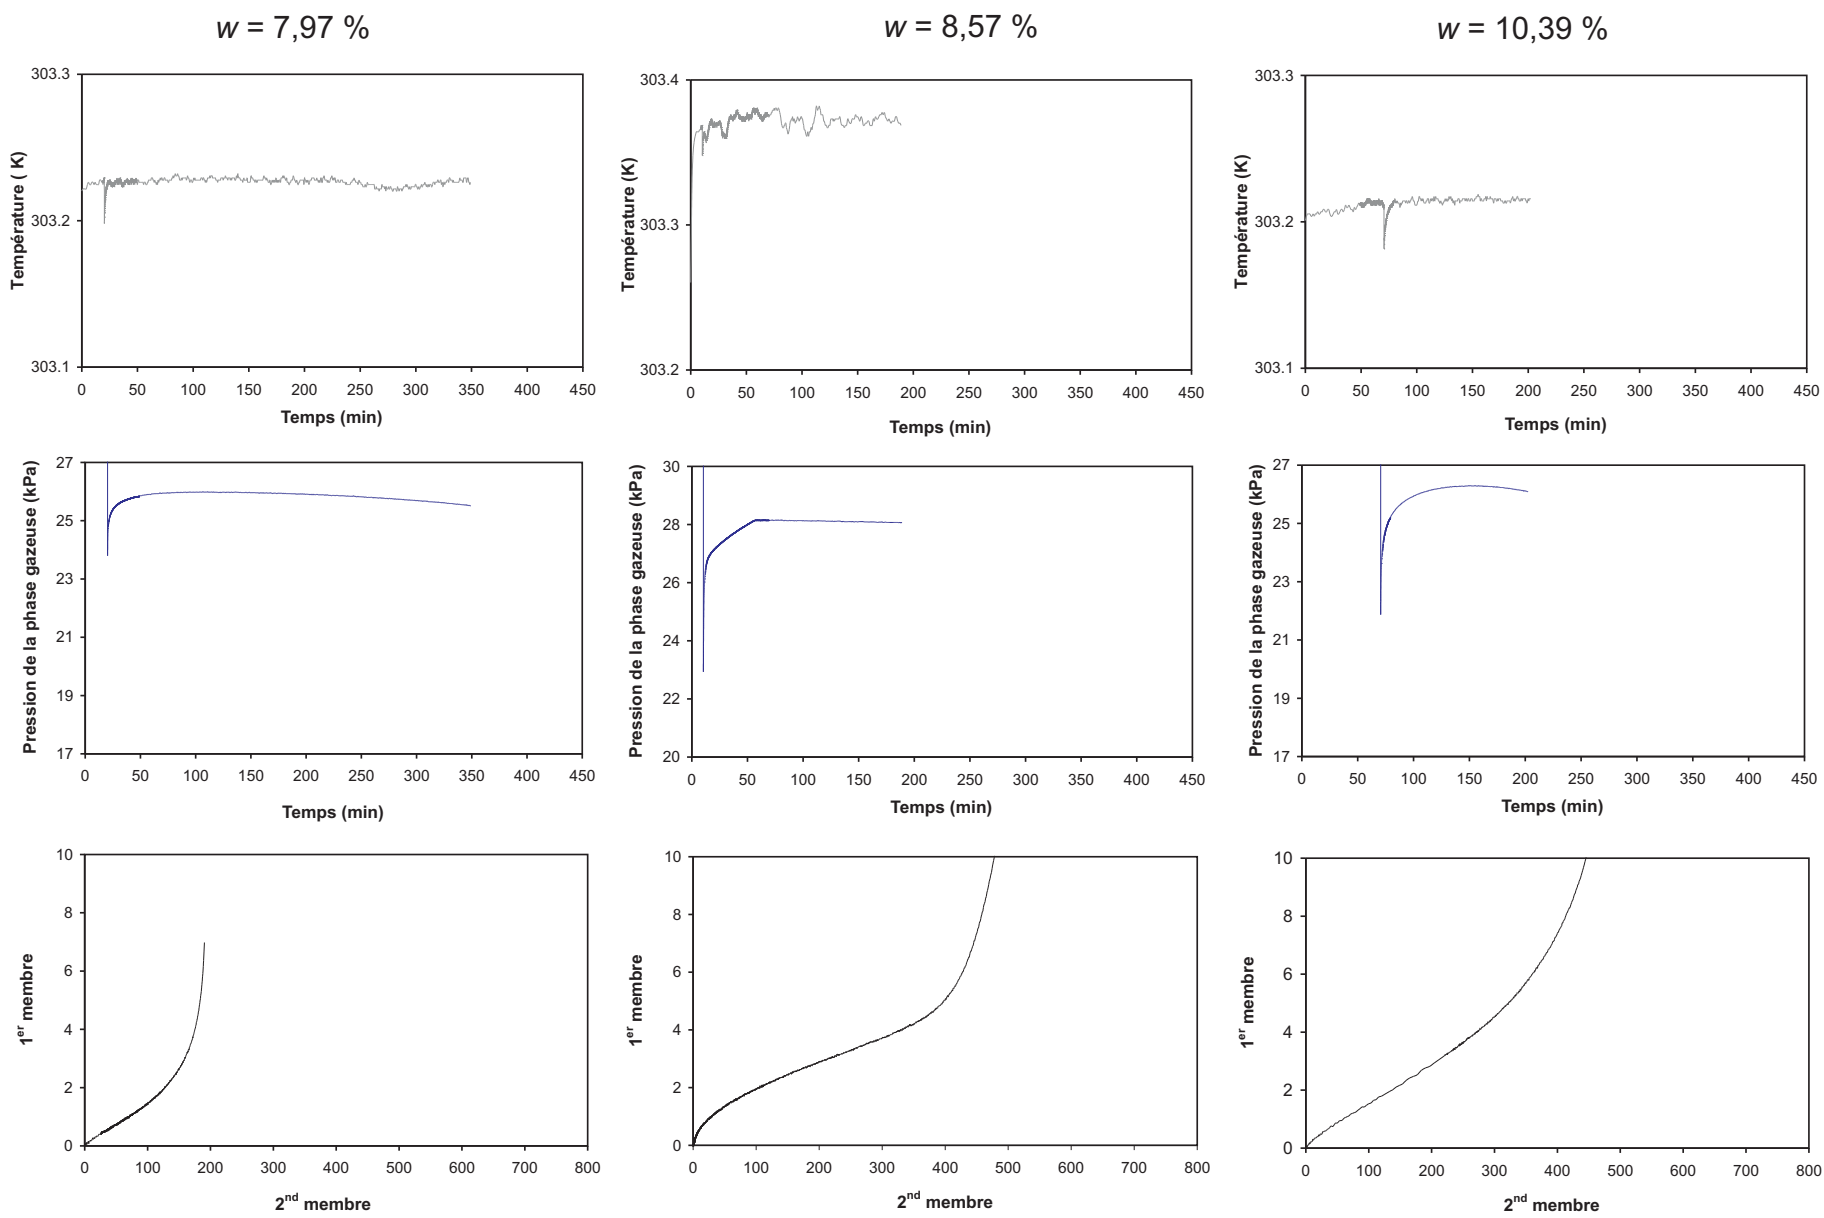 w = 7,97 %
w = 8,57 %
w = 10,39 %
303.3
303.2
303.1
Température ( K)
0 50 100 150 200 250 300 350 400 450
Temps (min)
303.4
303.3
303.2
Température (K)
0 50 100 150 200 250 300 350 400 450
Temps (min)
303.3
303.2
303.1
Température (K)
0 50 100 150 200 250 300 350 400 450
Temps (min)
27
25
23
21
19
17
Pression de la phase gazeuse (kPa)
0 50 100 150 200 250 300 350 400 450
Temps (min)
30
28
26
24
22
20
Pression de la phase gazeuse (kPa)
0 50 100 150 200 250 300 350 400 450
Temps (min)
27
25
23
21
19
17
Pression de la phase gazeuse (kPa)
0 50 100 150 200 250 300 350 400 450
Temps (min)
10
8
6
4
2
0
1er membre
0 100 200 300 400 500 600 700 800
2nd membre
10
8
6
4
2
0
1er membre
0 100 200 300 400 500 600 700 800
2nd membre
10
8
6
4
2
0
1er membre
0 100 200 300 400 500 600 700 800
2nd membre